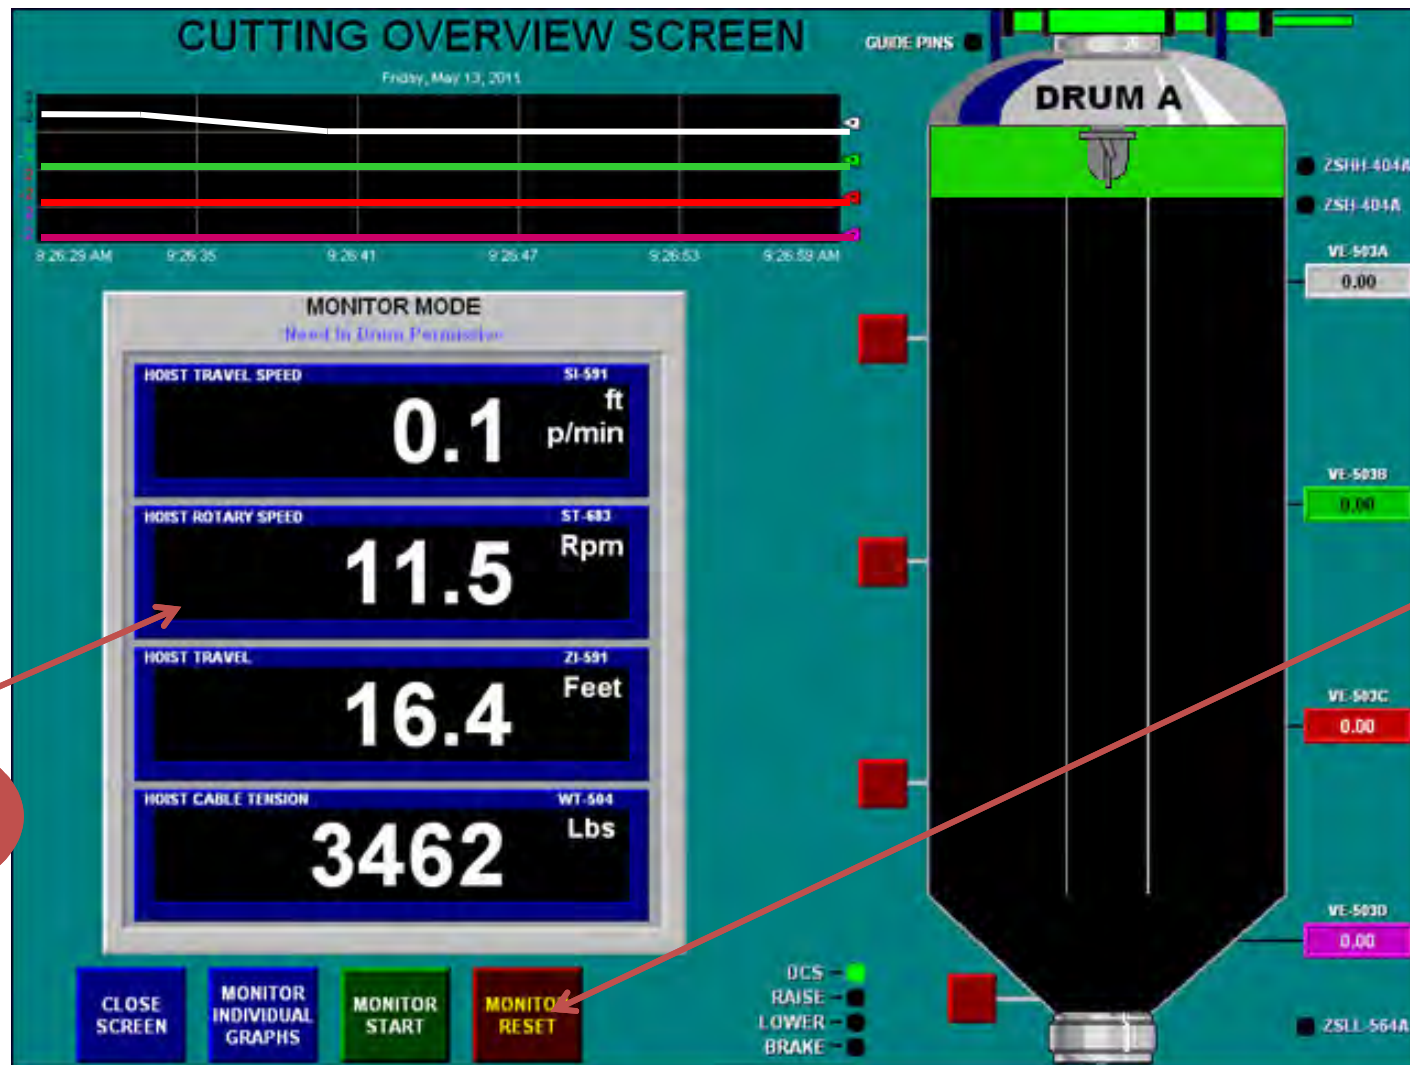 CUTTING OVERVIEW SCREEN
Friday, May 13, 2011
9:26:29 AM
9:26:35
9:26:41
9:26:47
9:26:53
9:26:59 AM
GUIDE PINS
DRUM A
ZSHH-404A
ZSH-404A
VE-503A
0.00
VE-503B
0.00
VE-503C
0.00
VE-503D
0.00
ZSLL-564A
MONITOR MODE
Need In Drum Permissive
HOIST TRAVEL SPEED SI-591
0.1 ft
p/min
HOIST ROTARY SPEED ST-683
11.5 Rpm
HOIST TRAVEL ZI-591
16.4 Feet
HOIST CABLE TENSION WT-504
3462 Lbs
CLOSE
SCREEN
MONITOR
INDIVIDUAL
GRAPHS
MONITOR
START
MONITOR
RESET
DCS
RAISE
LOWER
BRAKE